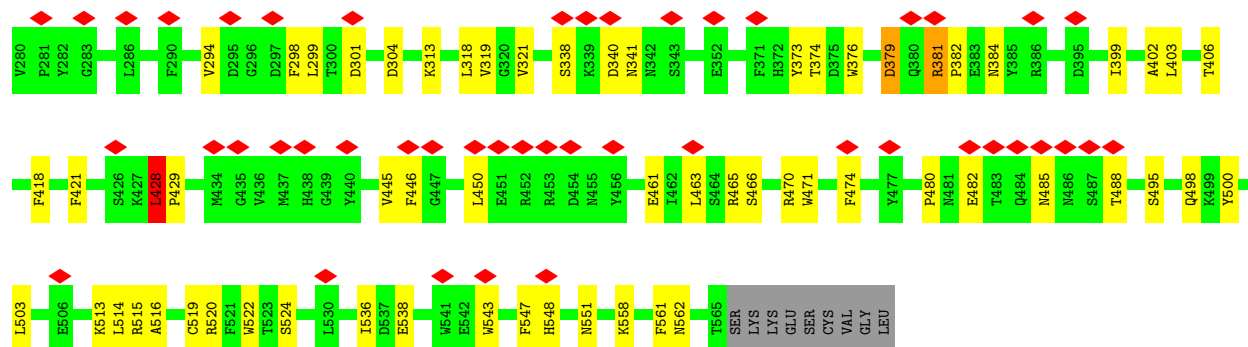 V280 P281 Y282 G283 L286 F290 V294 D295 G296 D297 F298 L299 T300 D301 D304 K313 L318 V319 G320 V321 S338 K339 D340 N341 N342 S343 E352 F371 H372 Y373 T374 D375 W376 D379 Q380 R381 P382 E383 N384 Y385 R386 D395 I399 A402 L403 T406
F418 F421 S426 K427 L428 P429 M434 G435 V436 M437 H438 G439 Y440 V445 F446 G447 L450 E451 R452 R453 D454 N455 Y456 E461 I462 L463 S464 R465 S466 R470 W471 F474 Y477 P480 N481 E482 T483 Q484 N485 N486 S487 T488 S495 Q498 K499 Y500
L503 E506 K513 L514 R515 A516 C519 R520 F521 W522 T523 S524 L530 I536 D537 E538 W541 E542 W543 F547 H548 N551 K558 F561 N562 T565 SER LYS LYS GLU SER CYS VAL GLY LEU